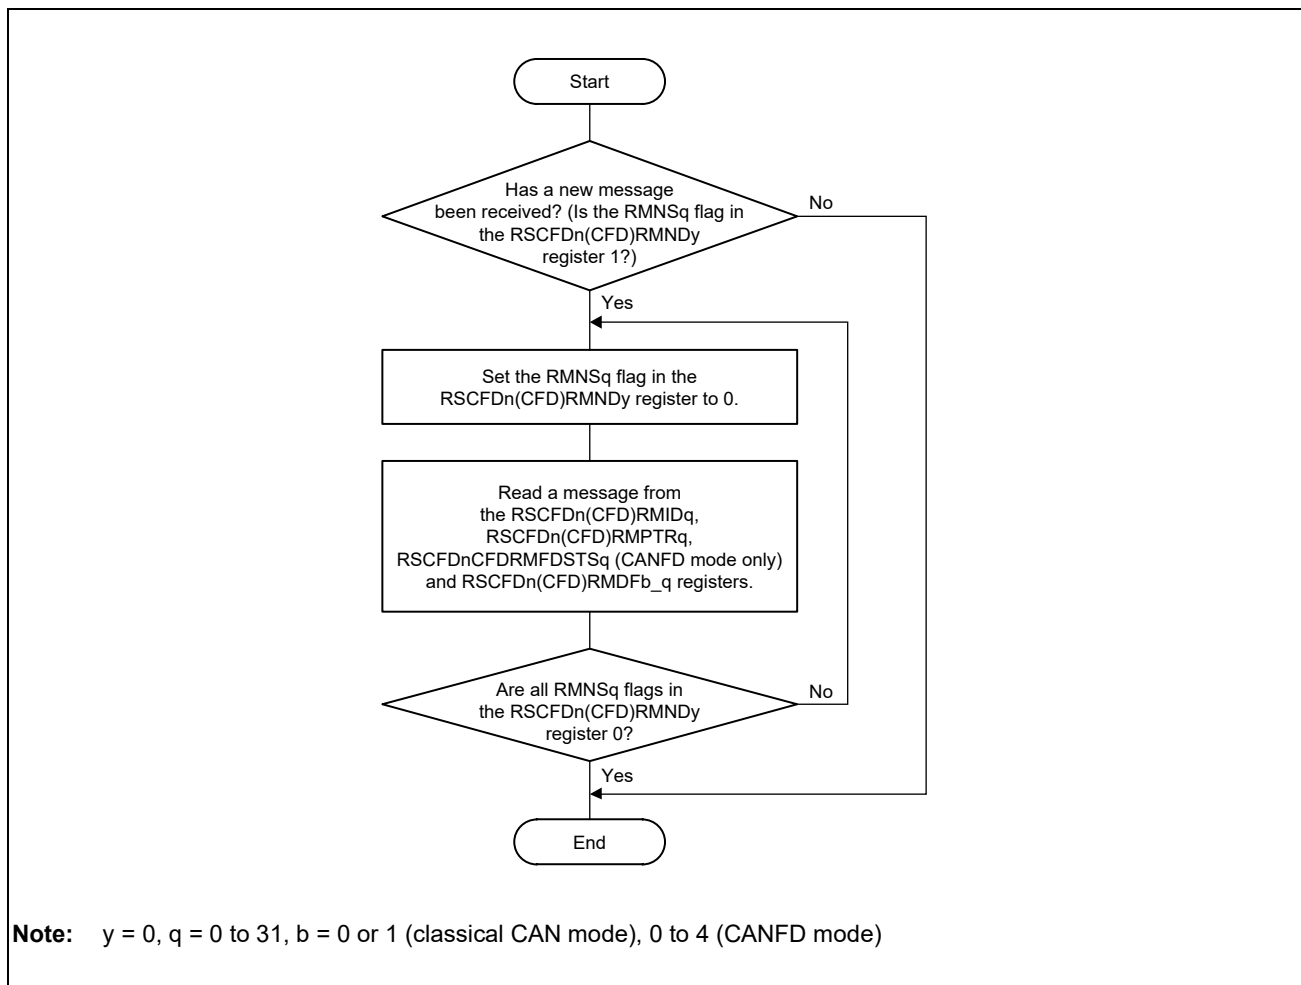 Start
Has a new message
been received? (Is the RMNSq flag in
the RSCFDn(CFD)RMNDy
register 1?)
No
Yes
Set the RMNSq flag in the
RSCFDn(CFD)RMNDy register to 0.
Read a message from
the RSCFDn(CFD)RMIDq,
RSCFDn(CFD)RMPTRq,
RSCFDnCFDRMFDSTSq (CANFD mode only)
and RSCFDn(CFD)RMDFb_q registers.
Are all RMNSq flags in
the RSCFDn(CFD)RMNDy
register 0?
No
Yes
End
Note: y = 0, q = 0 to 31, b = 0 or 1 (classical CAN mode), 0 to 4 (CANFD mode)